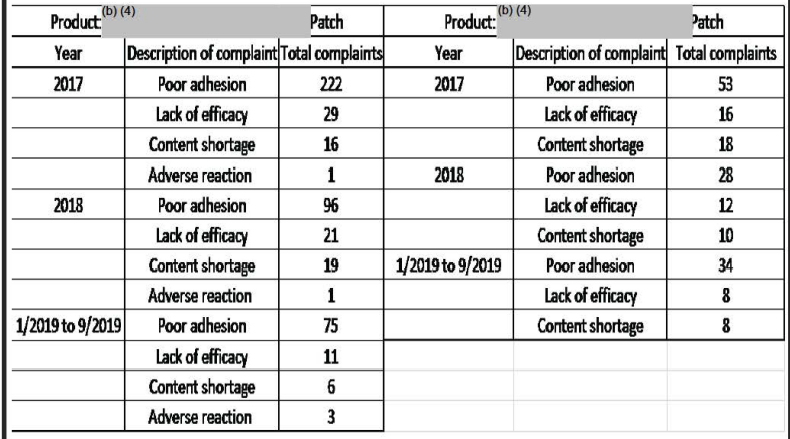 Product: (b) (4) Patch Product: (b) (4) Patch
Year Description of complaint Total complaints Year Description of complaint Total complaints
2017 Poor adhesion 222 2017 Poor adhesion 53
Lack of efficacy 29 Lack of efficacy 16
Content shortage 16 Content shortage 18
Adverse reaction 1 2018 Poor adhesion 28
2018 Poor adhesion 96 Lack of efficacy 12
Lack of efficacy 21 Content shortage 10
Content shortage 19 1/2019 to 9/2019 Poor adhesion 34
Adverse reaction 1 Lack of efficacy 8
1/2019 to 9/2019 Poor adhesion 75 Content shortage 8
Lack of efficacy 11
Content shortage 6
Adverse reaction 3